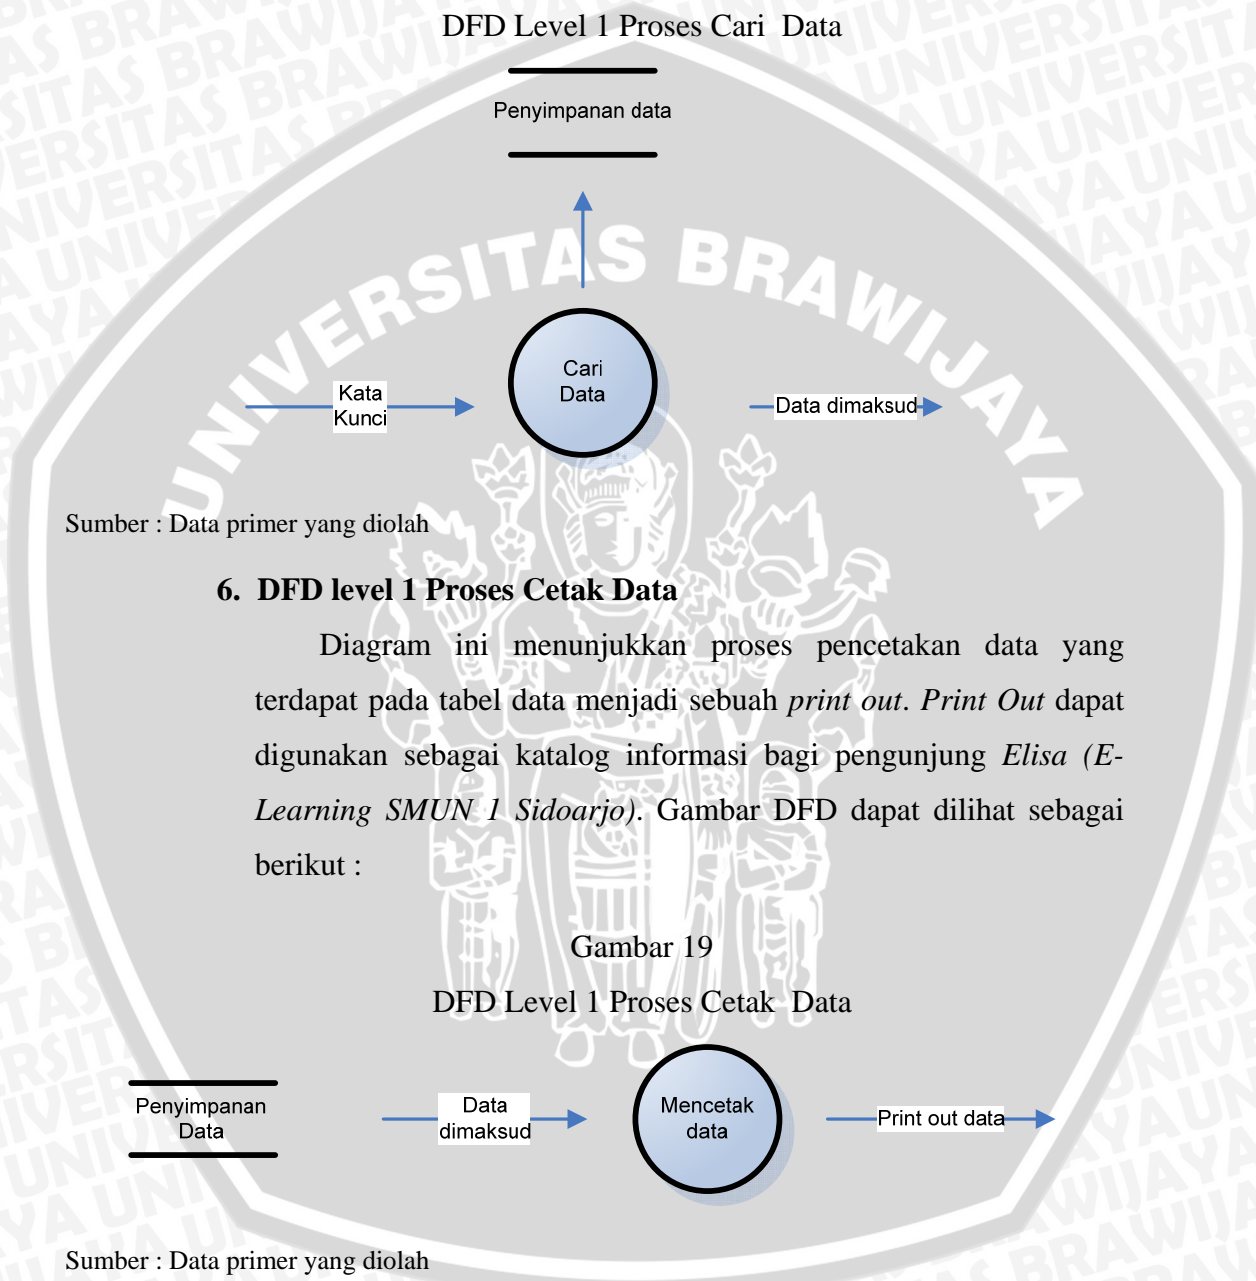 DFD Level 1 Proses Cari  Data
Penyimpanan data
UNIVERSITAS BRAWIJAYA
Cari
Data
Kata
Kunci
Data dimaksud
Sumber : Data primer yang diolah
6. DFD level 1 Proses Cetak Data
Diagram ini menunjukkan proses pencetakan data yang
terdapat pada tabel data menjadi sebuah print out. Print Out dapat
digunakan sebagai katalog informasi bagi pengunjung Elisa (E-
Learning SMUN 1 Sidoarjo). Gambar DFD dapat dilihat sebagai
berikut :
Gambar 19
DFD Level 1 Proses Cetak  Data
Penyimpanan
Data
Data
dimaksud
Mencetak
data
Print out data
Sumber : Data primer yang diolah